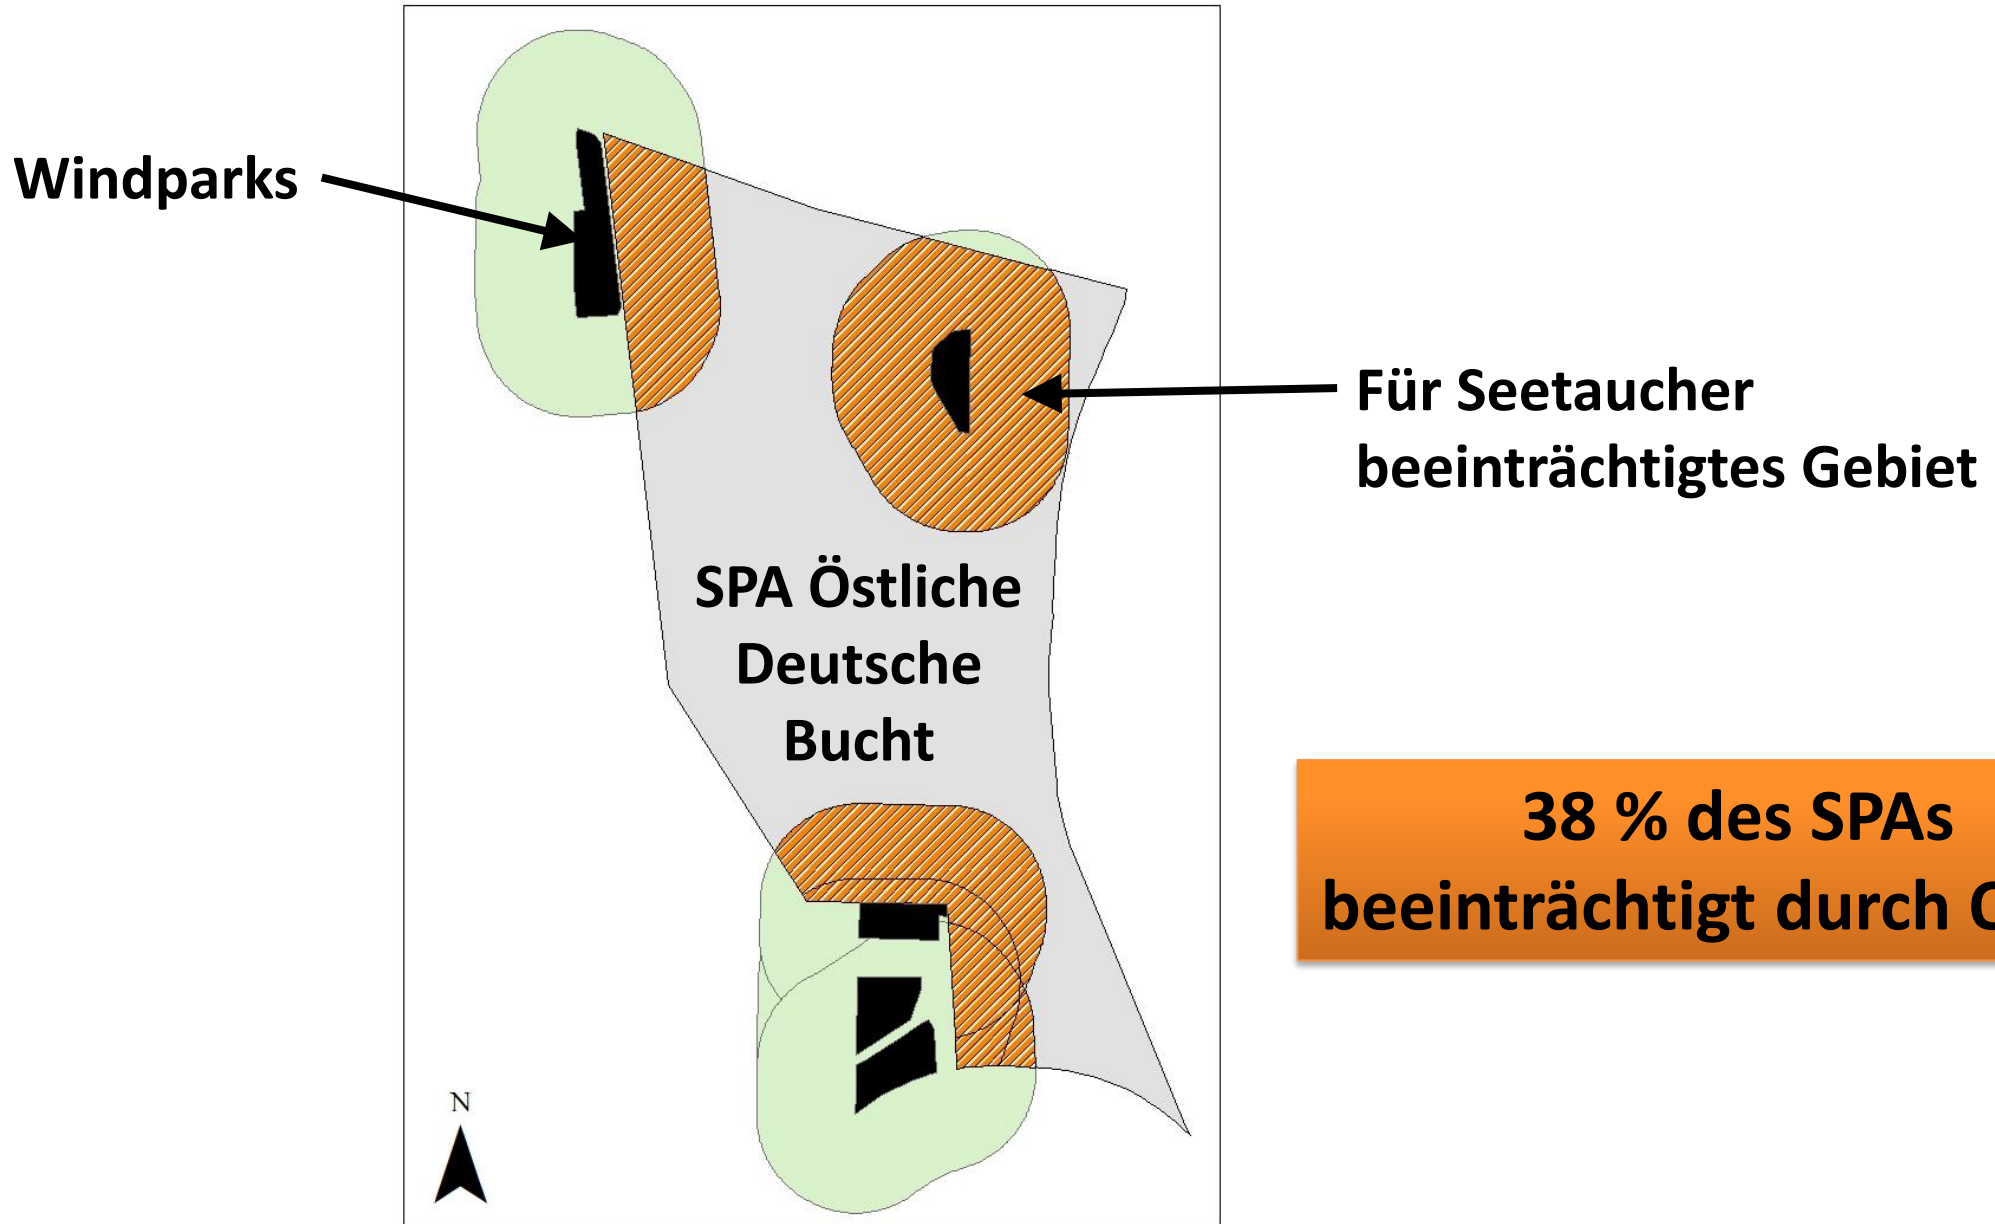 Windparks
Für Seetaucher
beeinträchtigtes Gebiet
SPA Östliche
Deutsche
Bucht
38 % des SPAs
beeinträchtigt durch
N